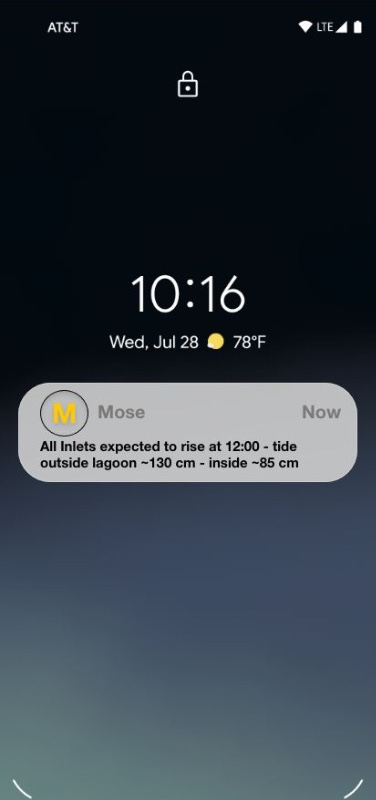 AT&T
LTE
10:16
Wed, Jul 28 78°F
M Mose Now
All Inlets expected to rise at 12:00 - tide
outside lagoon ~130 cm - inside ~85 cm